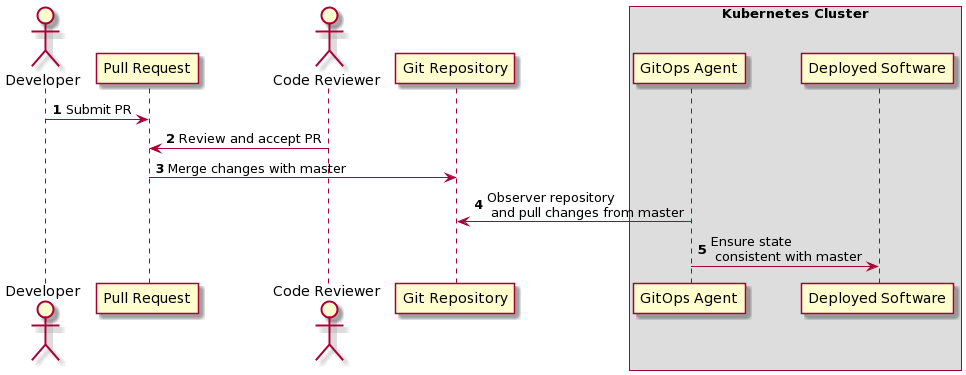 Kubernetes Cluster
Developer
Pull Request
Code Reviewer
Git Repository
GitOps Agent
Deployed Software
1 Submit PR
2 Review and accept PR
3 Merge changes with master
4 Observer repository
and pull changes from master
5 Ensure state
consistent with master
Developer
Pull Request
Code Reviewer
Git Repository
GitOps Agent
Deployed Software